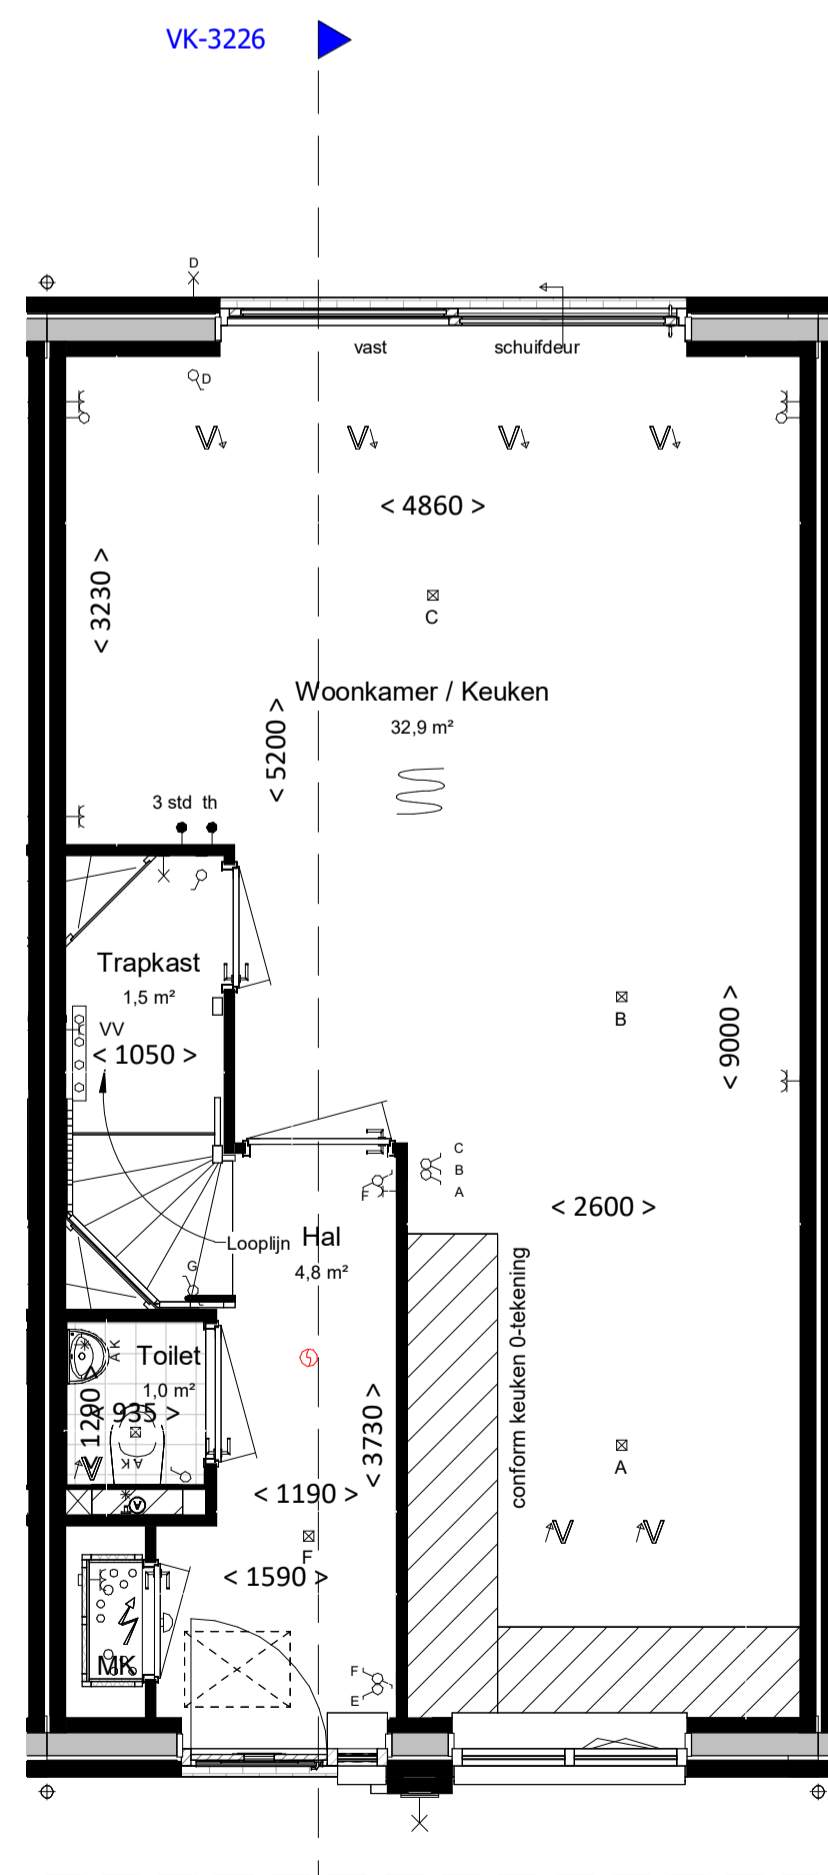 VK-3226
D
vast
schuifdeur
D
V
V
V
V
< 4860 >
< 3230 >
C
Woonkamer / Keuken
32,9 m²
< 5200 >
3 std th
Trapkast
1,5 m²
VV
< 1050 >
B
< 9000 >
C
B
A
F
< 2600 >
Looplijn
Hal
4,8 m²
G
conform keuken 0-tekening
AK
Toilet
1,0 m²
< 1290 >
< 935 >
AK
V
< 3730 >
A
< 1190 >
F
V
V
< 1590 >
MK
F
E